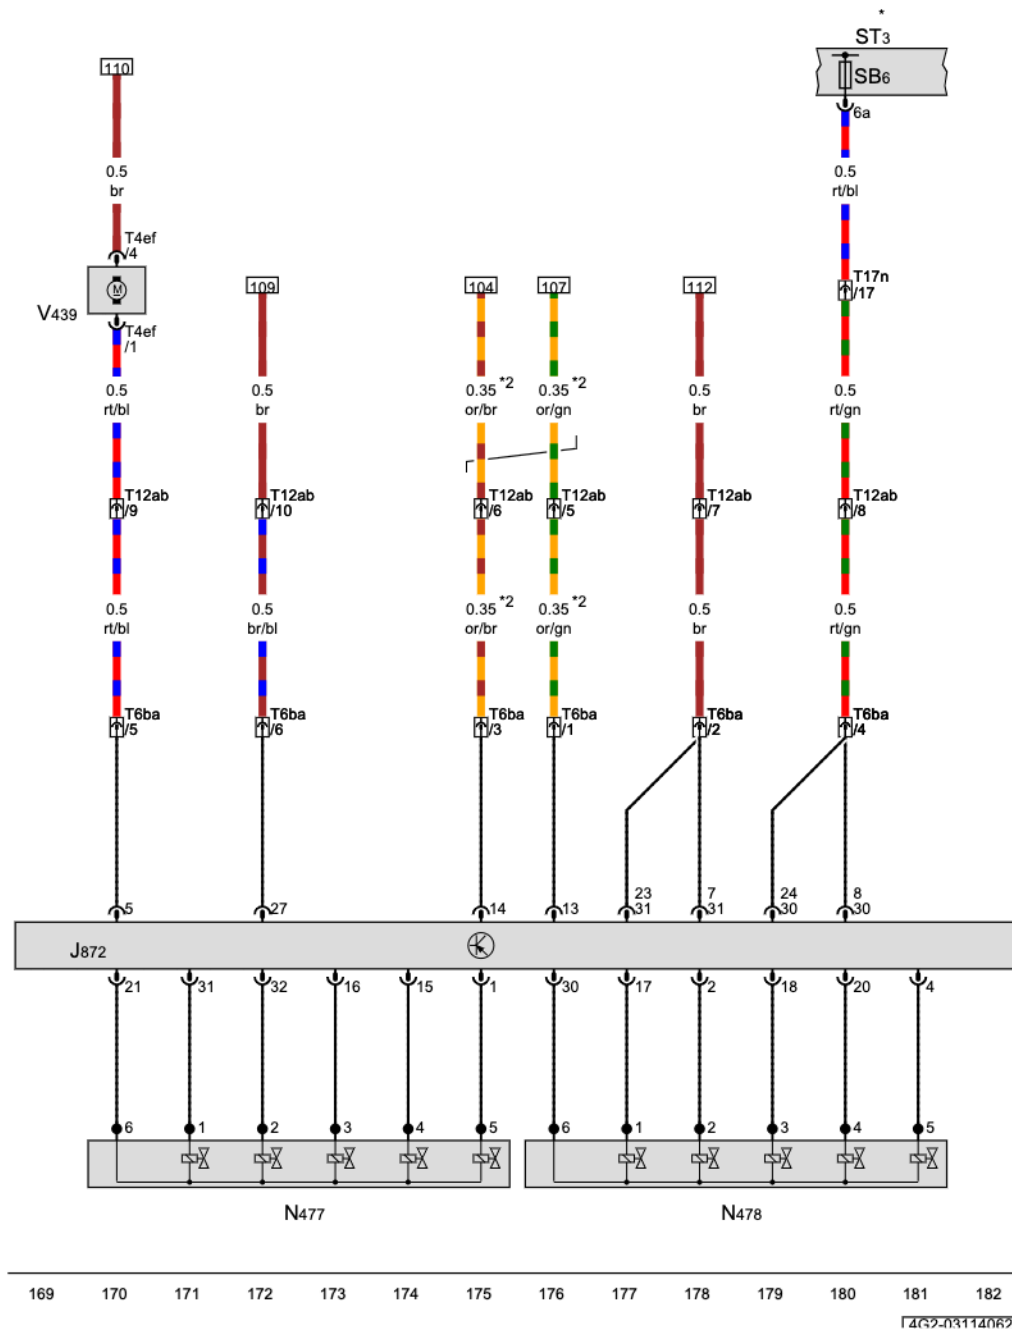 *
ST3
110
SB6
6a
0.5 0.5
br rt/bl
T4ef
/4
T17n
/17
M
109 104 107 112
V439
T4ef
/1
0.5 0.5 0.35 *2 0.35 *2 0.5 0.5
rt/bl br or/br or/gn br rt/gn
T12ab T12ab T12ab T12ab T12ab T12ab
/9 /10 /6 /5 /7 /8
0.5 0.5 0.35 *2 0.35 *2 0.5 0.5
rt/bl br/bl or/br or/gn br rt/gn
T6ba T6ba T6ba T6ba T6ba T6ba
/5 /6 /3 /1 /2 /4
23 7 24 8
5 27 14 13 31 31 30 30
J872
21 31 32 16 15 1 30 17 2 18 20 4
6 1 2 3 4 5 6 1 2 3 4 5
N477 N478
169 170 171 172 173 174 175 176 177 178 179 180 181 182
4G2-03114062